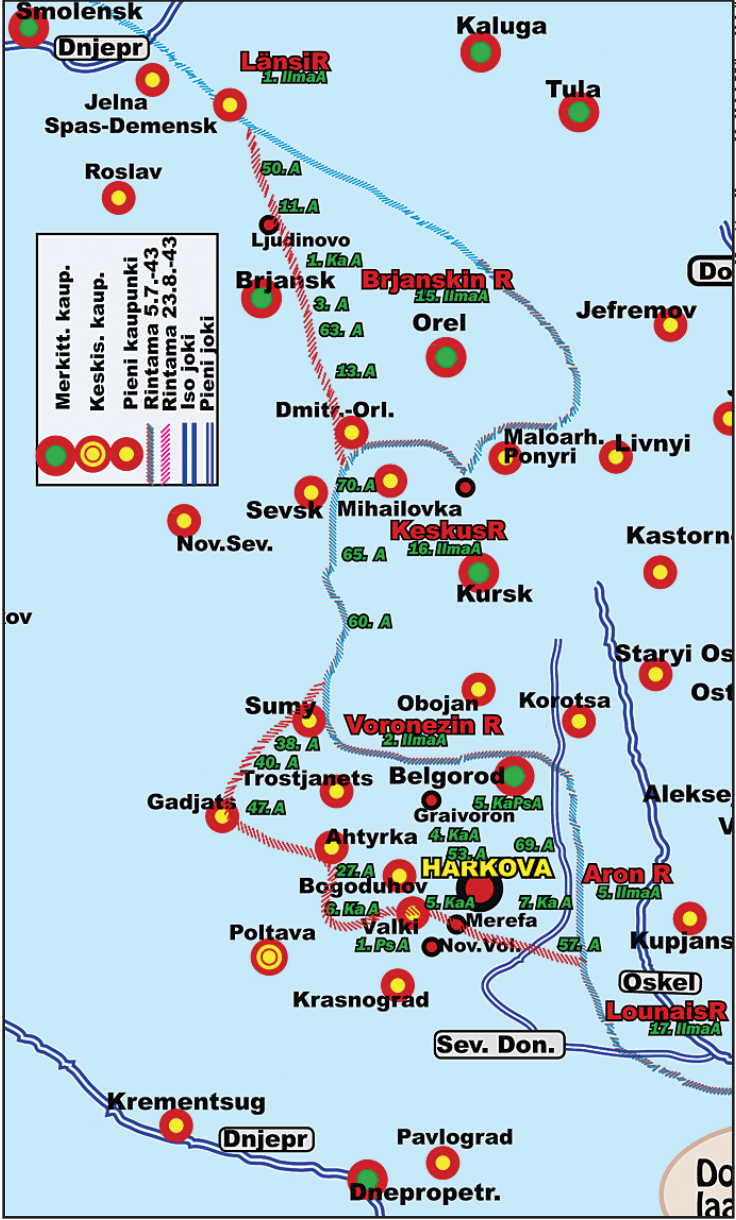 Smolensk
Dnjepr
Kaluga
LänsiR
1. IlmaA
Jelna
Tula
Spas-Demensk
50. A
Roslav
11. A
Ljudinovo
1. Ka A
Brjansk
Brjanskin R
15. IlmaA
3. A
Jefremov
Orel
63. A
13. A
Merkitt. kaup.
Keskis. kaup.
Pieni kaupunki
Rintama 5.7.-43
Rintama 23.8.-43
Iso joki
Pieni joki
Do
Dmitr.-Orl.
Maloarh.
Ponyri
Livnyi
70. A
Sevsk
Mihailovka
KeskusR
16. IlmaA
Nov.Sev.
Kastorn
65. A
Kursk
60. A
ov
Staryi Os
Ost
Sumy
Obojan
Korotsa
Voronezin R
2. IlmaA
38. A
40. A
Trostjanets
Belgorod
Gadjats
47. A
5. KaPsA
Alekse
Graivoron
V
Ahtyrka
4. KaA
69. A
53. A
27. A
HARKOVA
Aron R
5. IlmaA
Bogoduhov
6. Ka A
5. KaA
7. Ka A
Valki
Merefa
Poltava
1. Ps A
Nov.Vol.
57. A
Kupjans
Oskel
Krasnograd
LounaisR
17. IlmaA
Sev. Don.
Krementsug
Dnjepr
Pavlograd
Dnepropetr.
Do
(aa